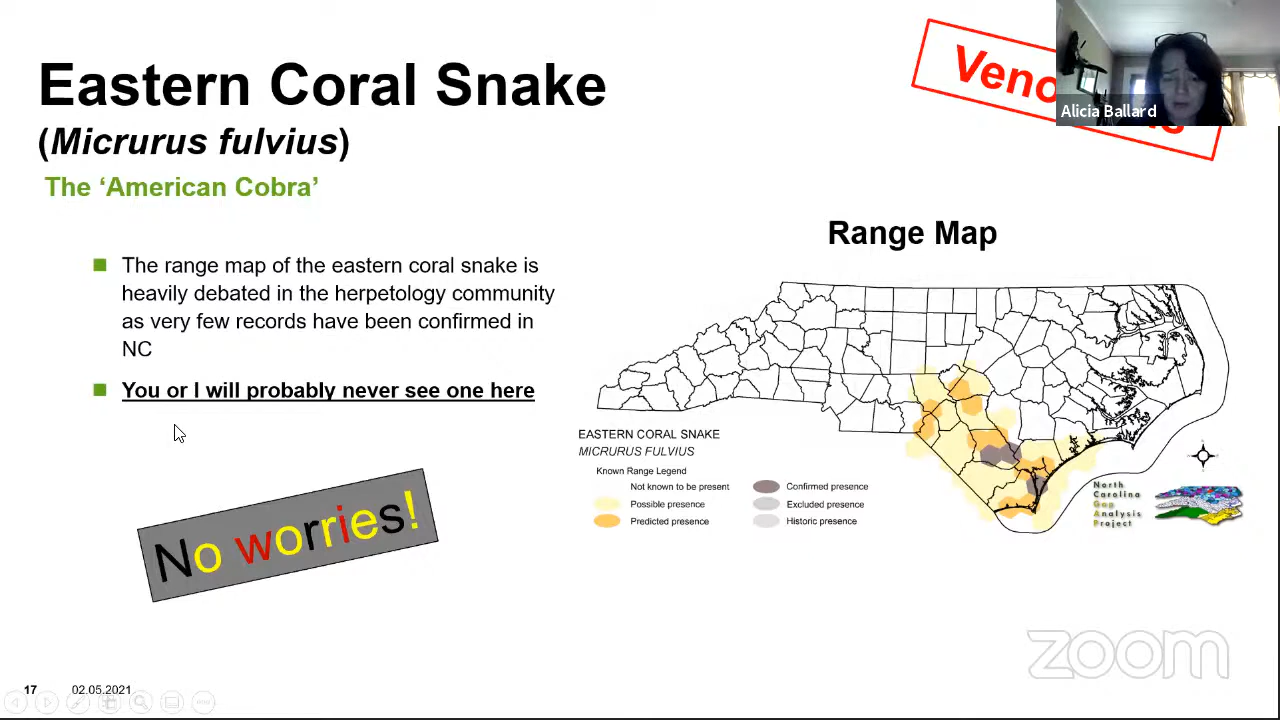 Eastern Coral Snake
(Micrurus fulvius)
The ‘American Cobra’
Alicia Ballard
Range Map
■ The range map of the eastern coral snake is
heavily debated in the herpetology community
as very few records have been confirmed in
NC
■ You or I will probably never see one here
EASTERN CORAL SNAKE
MICRURUS FULVIUS
Known Range Legend
Not known to be present
Possible presence
Predicted presence
Confirmed presence
Excluded presence
Historic presence
North
Carolina
Gap
Analysis
Project
No worries!
zoom
17 02.05.2021